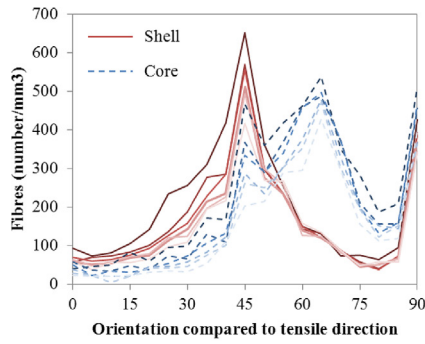 700
600
500
400
300
200
100
0
Fibres (number/mm3)
Shell
Core
0 15 30 45 60 75 90
Orientation compared to tensile direction